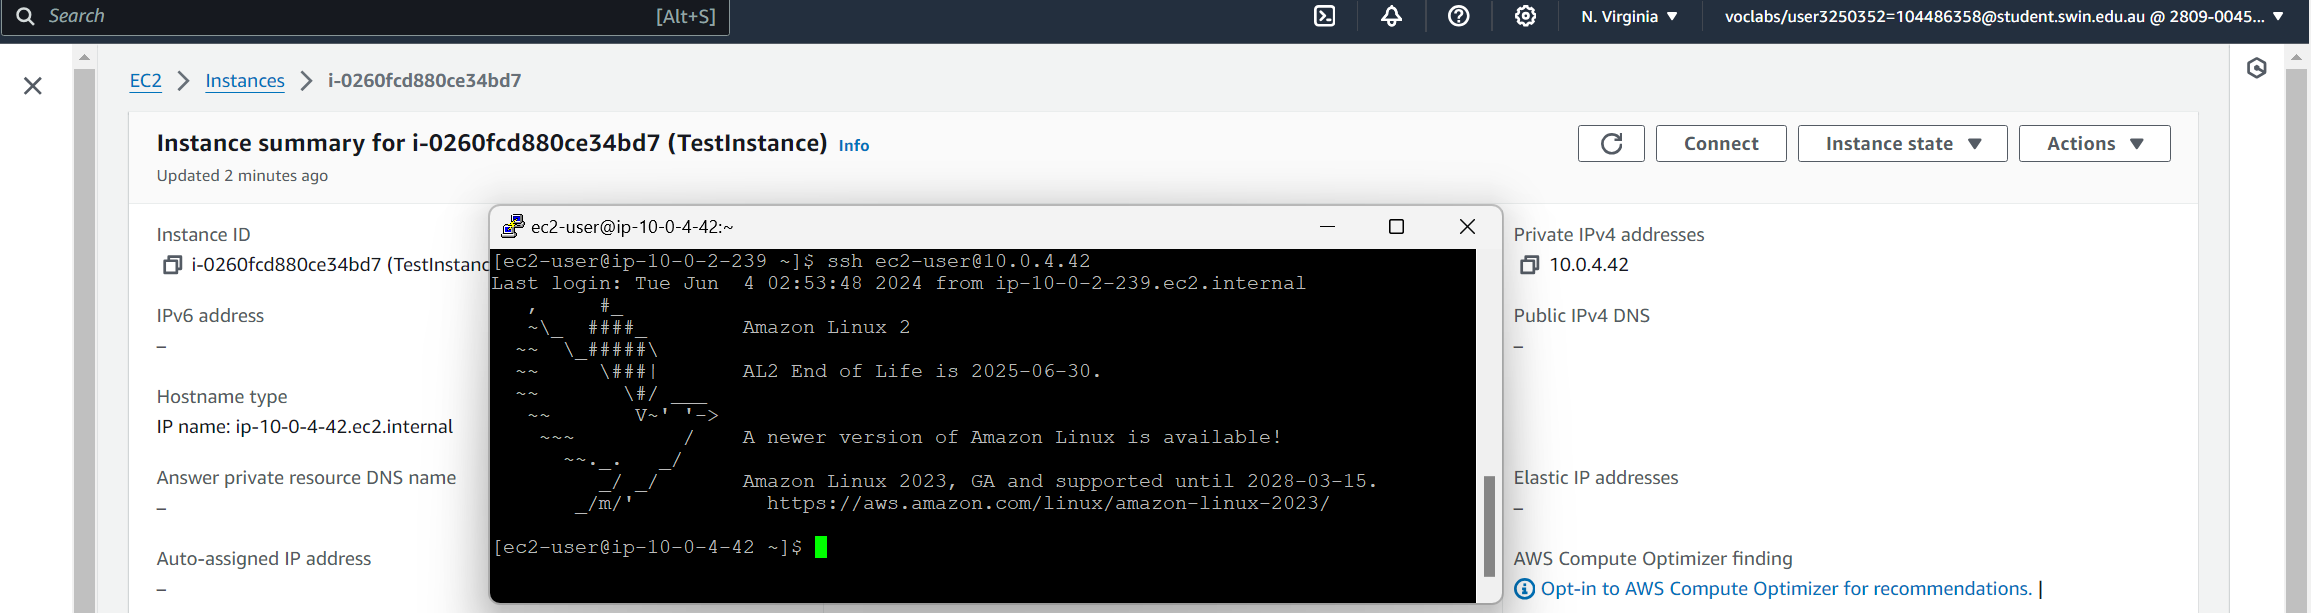 Search [Alt+S] N. Virginia voclabs/user3250352=104486358@student.swin.edu.au @ 2809-0045...
EC2 Instances i-0260fcd880ce34bd7
Instance summary for i-0260fcd880ce34bd7 (TestInstance) Info
Updated 2 minutes ago
Connect Instance state Actions
Instance ID
i-0260fcd880ce34bd7 (TestInstanc
IPv6 address
–
Hostname type
IP name: ip-10-0-4-42.ec2.internal
Answer private resource DNS name
–
Auto-assigned IP address
–
ec2-user@ip-10-0-4-42:~
[ec2-user@ip-10-0-2-239 ~]$ ssh ec2-user@10.0.4.42
Last login: Tue Jun  4 02:53:48 2024 from ip-10-0-2-239.ec2.internal
   ,     #_
   ~\_  ####_        Amazon Linux 2
  ~~  \_#####\
  ~~     \###|       AL2 End of Life is 2025-06-30.
  ~~       \#/ ___
   ~~       V~' '->
    ~~~         /    A newer version of Amazon Linux is available!
      ~~._.   _/
         _/ _/       Amazon Linux 2023, GA and supported until 2028-03-15.
       _/m/'           https://aws.amazon.com/linux/amazon-linux-2023/
[ec2-user@ip-10-0-4-42 ~]$
Private IPv4 addresses
10.0.4.42
Public IPv4 DNS
–
Elastic IP addresses
–
AWS Compute Optimizer finding
Opt-in to AWS Compute Optimizer for recommendations. |